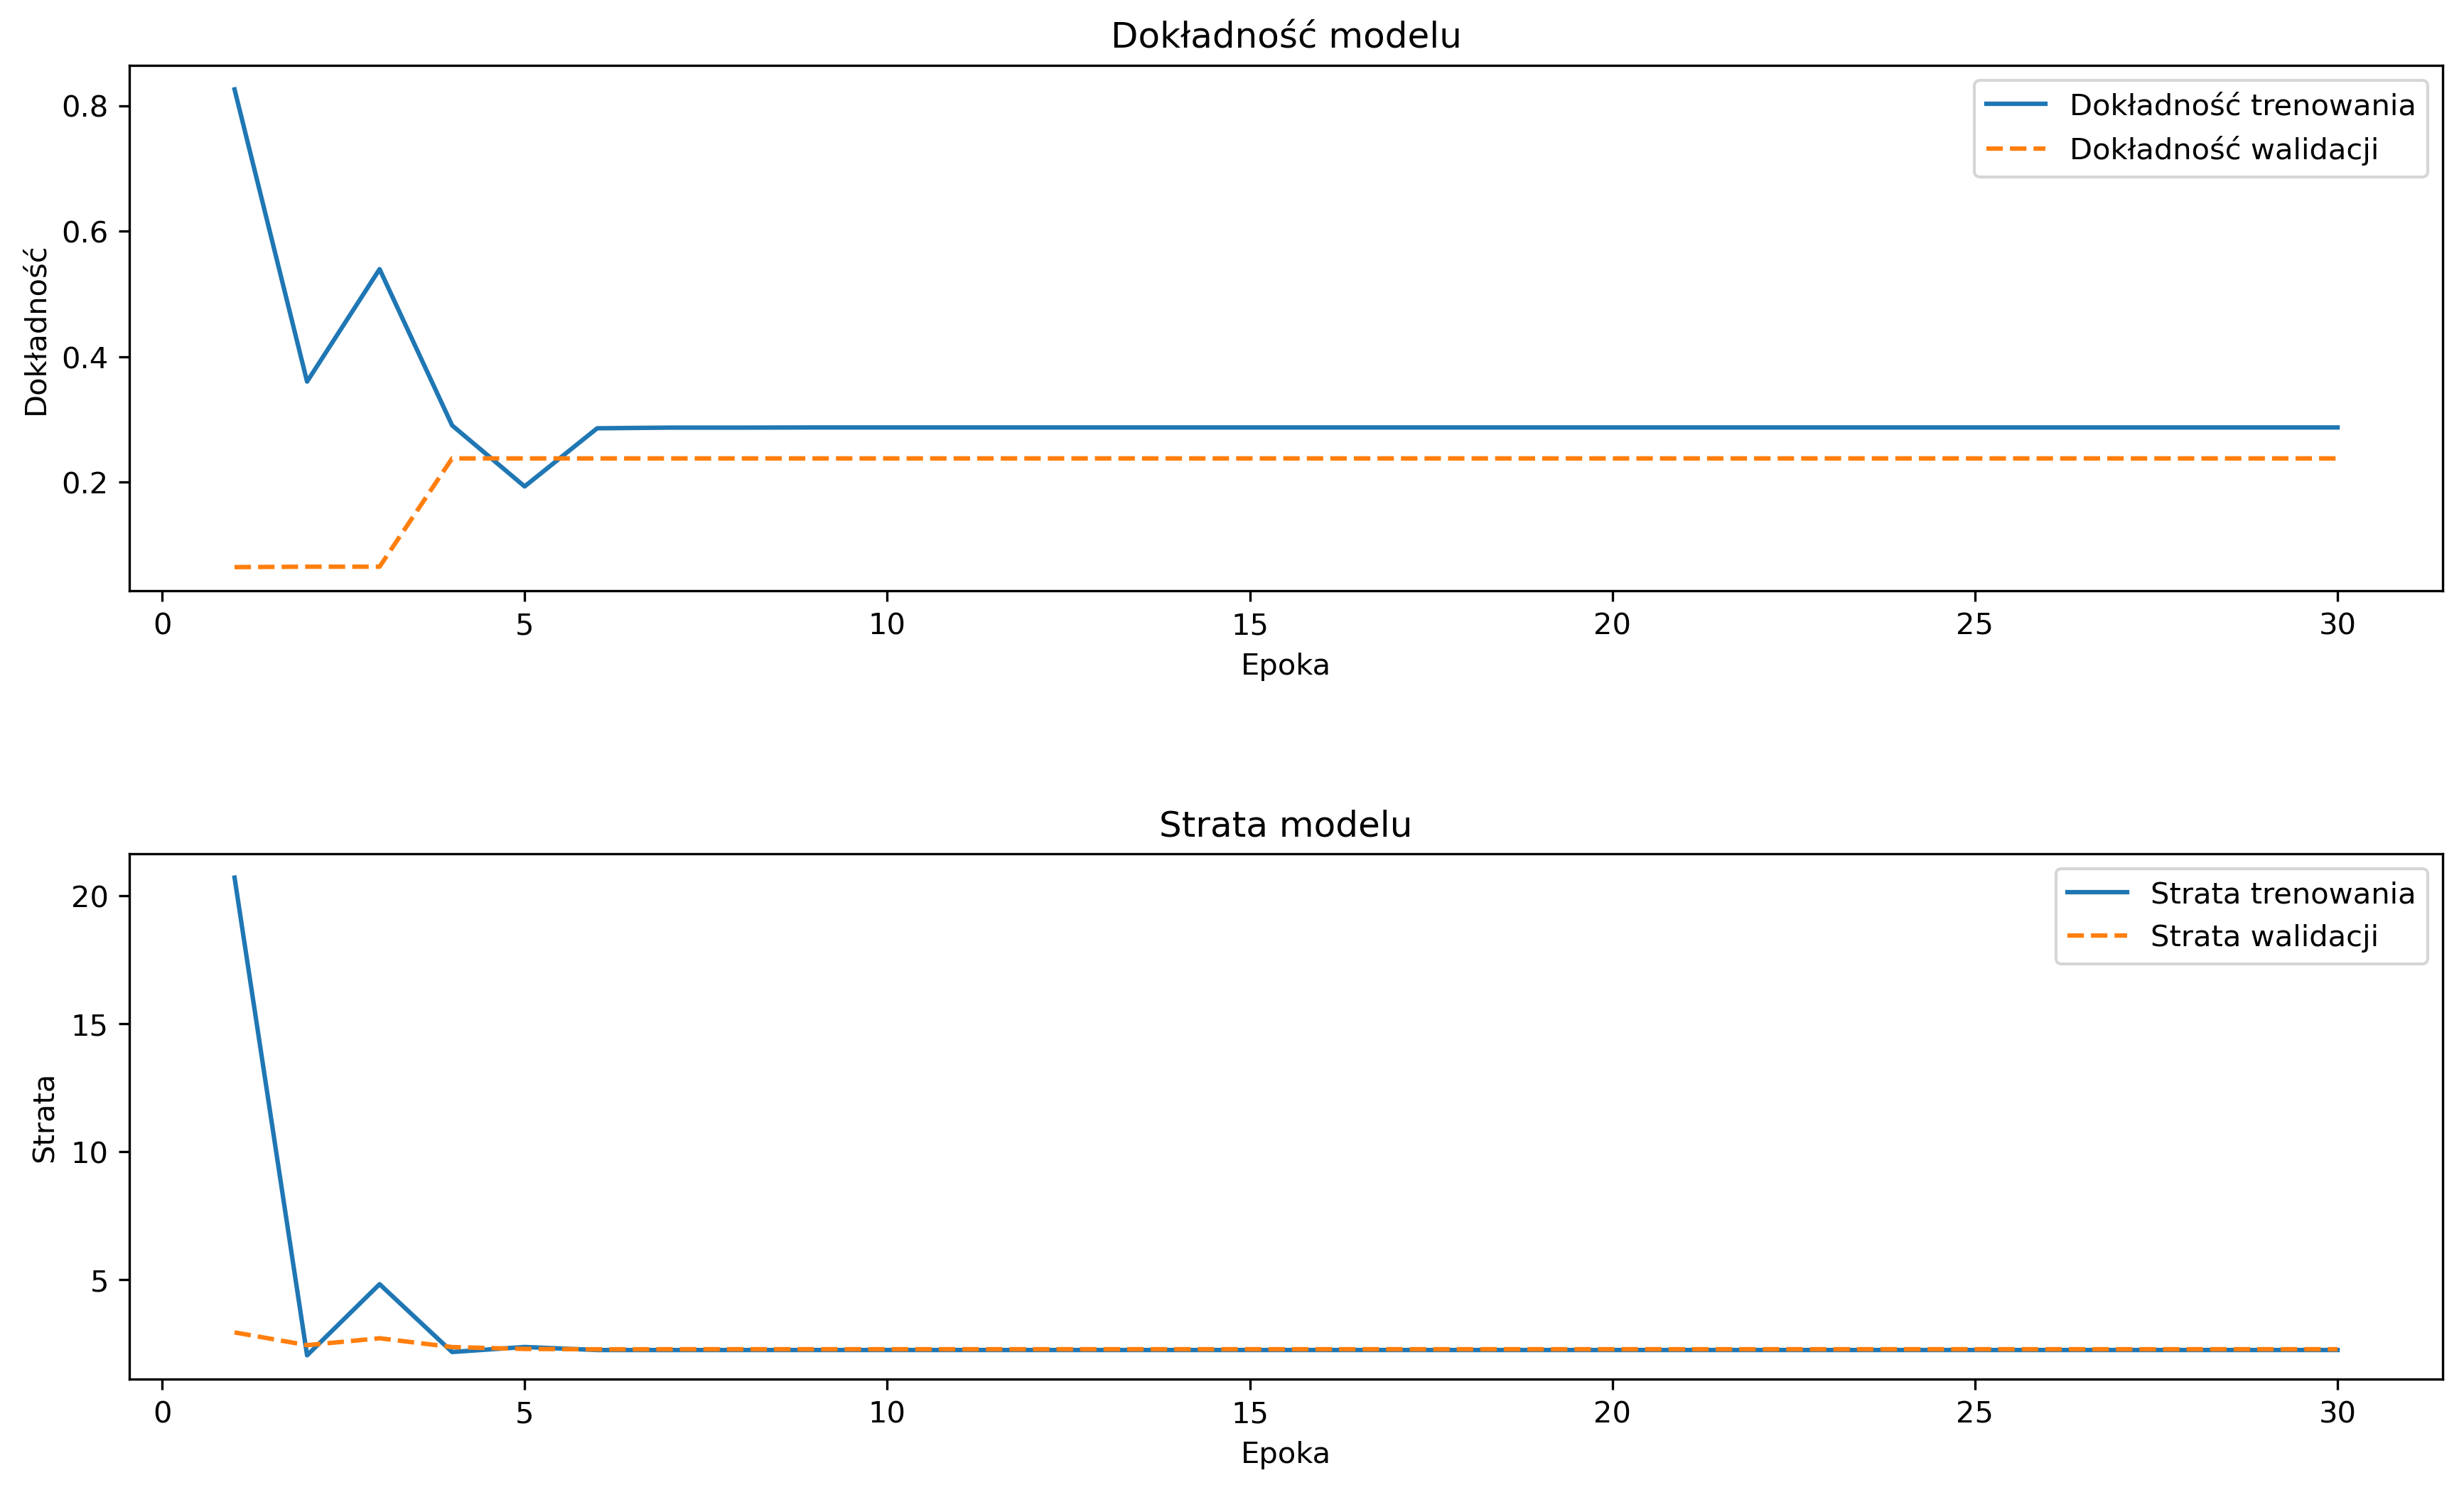 Dokładność modelu
Dokładność
0.8
0.6
0.4
0.2
Dokładność trenowania
Dokładność walidacji
0 5 10 15 20 25 30
Epoka
Strata modelu
Strata
20
15
10
5
Strata trenowania
Strata walidacji
0 5 10 15 20 25 30
Epoka